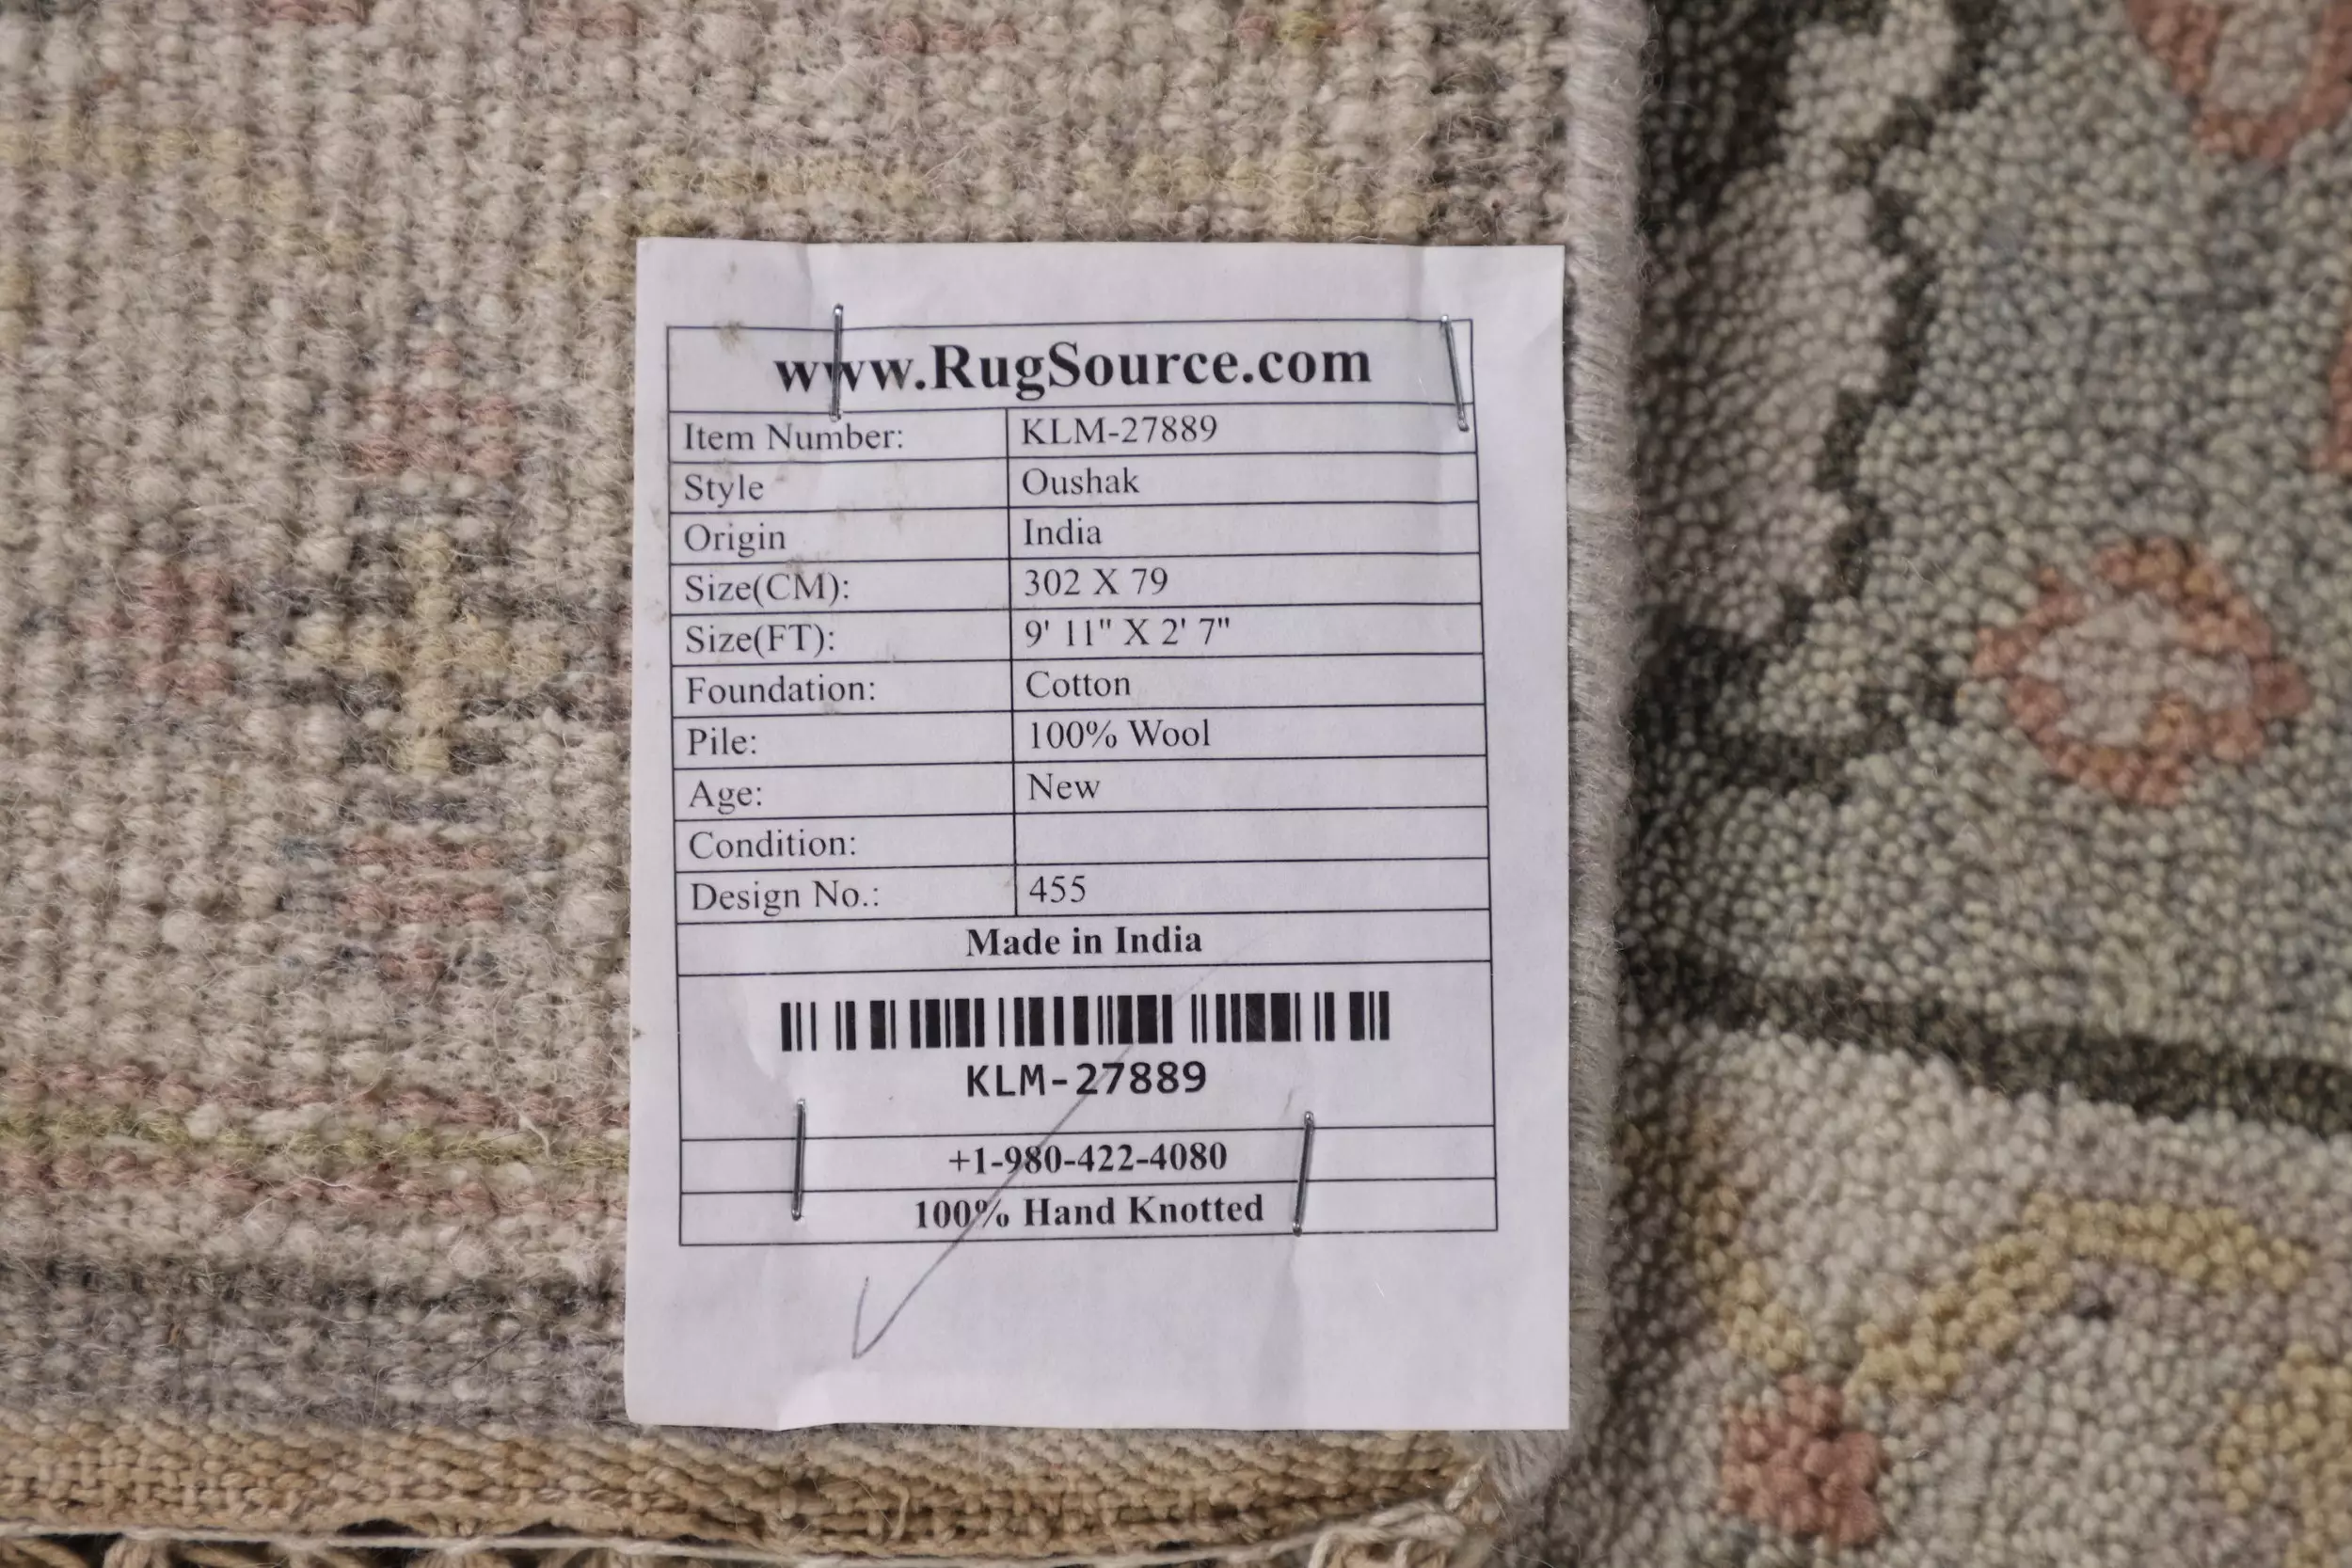 www.RugSource.com
Item Number: KLM-27889
Style Oushak
Origin India
Size(CM): 302 X 79
Size(FT): 9' 11" X 2' 7"
Foundation: Cotton
Pile: 100% Wool
Age: New
Condition:
Design No.: 455
Made in India
KLM-27889
+1-980-422-4080
100% Hand Knotted